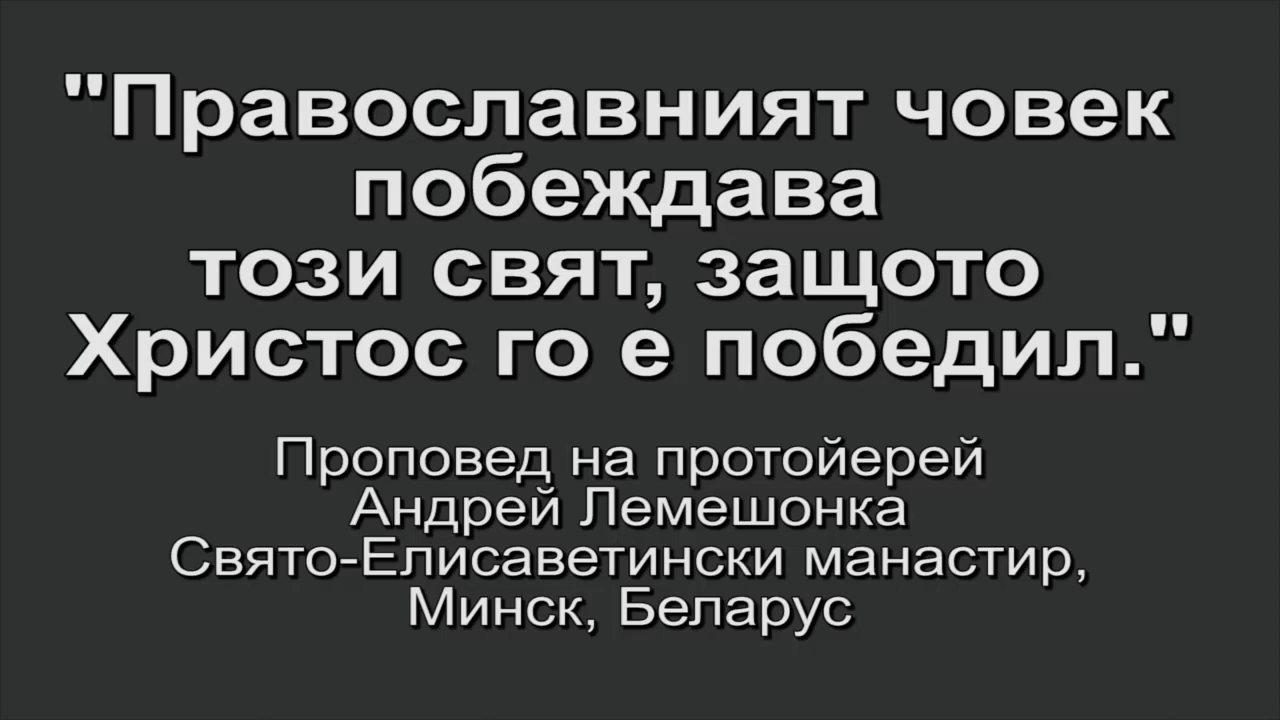 "Православният човек
побеждава
този свят, защото
Христос го е победил."
Проповед на протойерей
Андрей Лемешонка
Свято-Елисаветински манастир,
Минск, Беларус